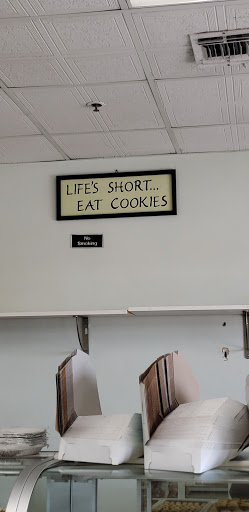 LIFE'S SHORT...
EAT COOKIES
No
Smoking